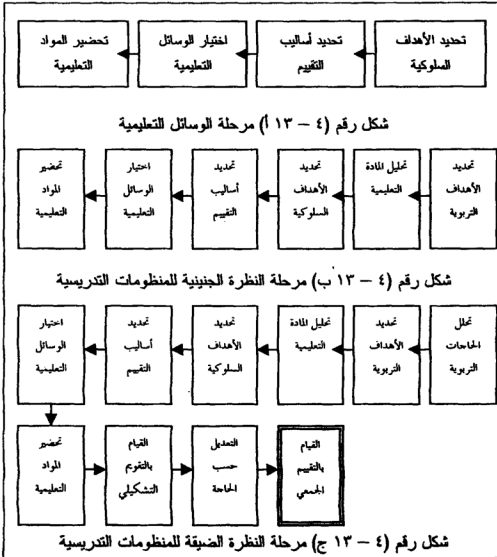 تحديد الأهداف السلوكية
تحديد أساليب التقييم
اختيار الوسائل التعليمية
تحضير المواد التعليمية
شكل رقم (٤ – ١٣ أ) مرحلة الوسائل التعليمية
تحديد الأهداف التربوية
تحليل المادة التعليمية
تحديد الأهداف السلوكية
تحديد أساليب التقييم
اختيار الوسائل التعليمية
تحضير المواد التعليمية
شكل رقم (٤ – ١٣ ب) مرحلة النظرة الجنينية للمنظومات التدريسية
تحلل الحاجات التربوية
تحديد الأهداف التربوية
تحليل المادة التعليمية
تحديد الأهداف السلوكية
تحديد أساليب التقييم
اختيار الوسائل التعليمية
تحضير المواد التعليمية
القيام بالتقويم التشكيلي
التعديل حسب الحاجة
القيام بالتقييم الجمعي
شكل رقم (٤ – ١٣ ج) مرحلة النظرة الضيقة للمنظومات التدريسية